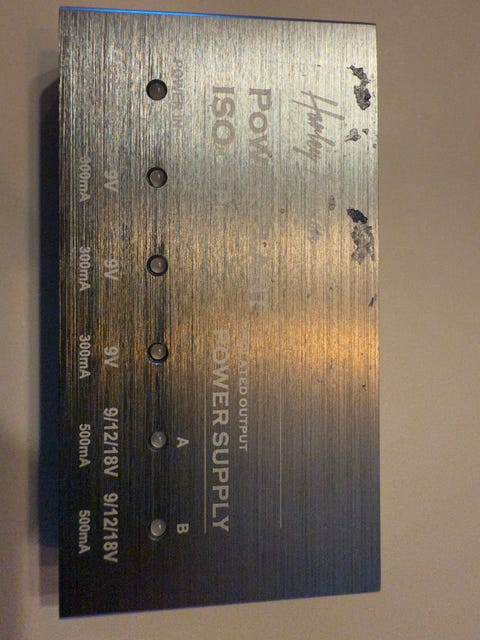 Harley
ISO
OUTPUT
POWER SUPPLY
POWER IN A B
9V 9V 9V 9/12/18V 9/12/18V
300mA 300mA 300mA 500mA 500mA